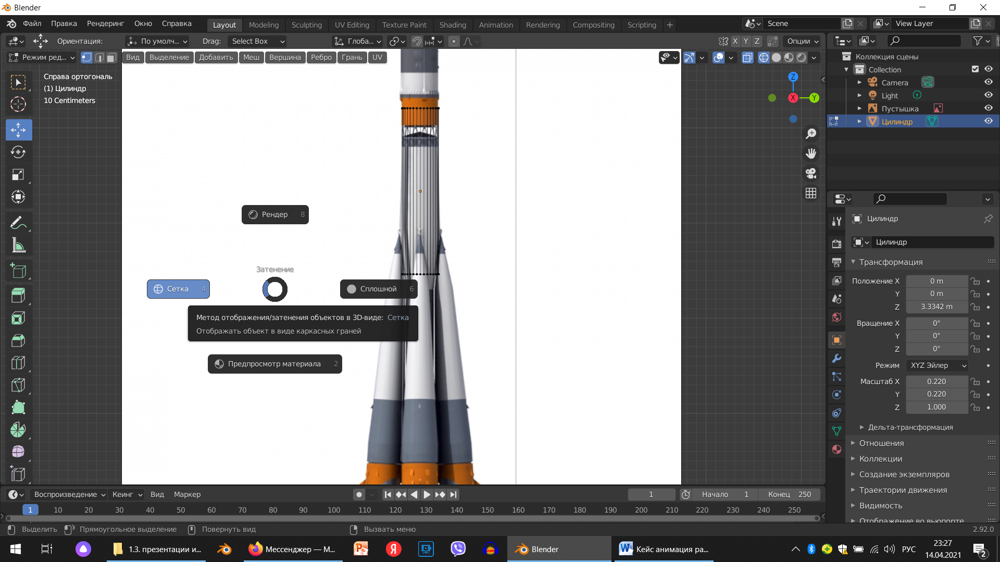 Blender
Файл Правка Рендеринг Окно Справка Layout Modeling Sculpting UV Editing Texture Paint Shading Animation Rendering Compositing Scripting Scene View Layer
Ориентация: По умолч... Drag: Select Box Глоба... X Y Z Опции
Режим ред... Вид Выделение Добавить Меш Вершина Ребро Грань UV
Справа ортогональ
(1) Цилиндр
10 Centimeters
Z
X
Y
Рендер 8
Затенение
Сетка 4
Сплошной 6
Метод отображения/затенения объектов в 3D-виде: Сетка
Отображать объект в виде каркасных граней
Предпросмотр материала 2
Коллекция сцены
Collection
Camera
Light
Пустышка
Цилиндр
Цилиндр
Цилиндр
Трансформация
Положение X 0 m
Y 0 m
Z 3.3342 m
Вращение X 0°
Y 0°
Z 0°
Режим XYZ Эйлер
Масштаб X 0.220
Y 0.220
Z 1.000
Дельта-трансформация
Отношения
Коллекции
Создание экземпляров
Траектории движения
Видимость
Отображение во вьюпорте
Воспроизведение Кеинг Вид Маркер 1 Начало 1 Конец 250
1 10 20 30 40 50 60 70 80 90 100 110 120 130 140 150 160 170 180 190 200 210 220 230 240 250
Выделить Прямоугольное выделение Повернуть вид Вызвать меню 2.92.0
1.3. презентации и... Мессенджер — М... Blender Кейс анимация ра... РУС 23:27
14.04.2021
2